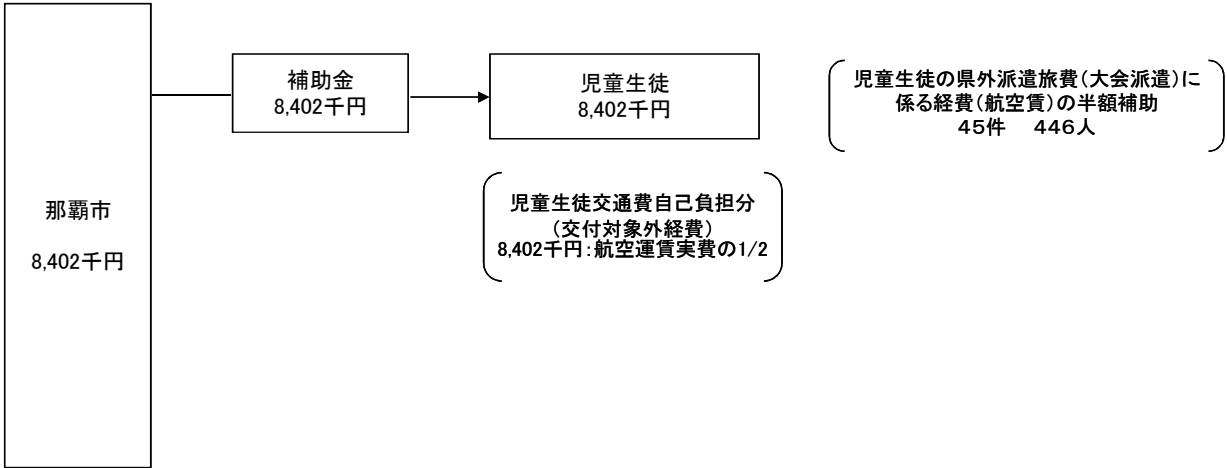 那覇市
8,402千円
補助金
8,402千円
児童生徒
8,402千円
児童生徒の県外派遣旅費(大会派遣)に
係る経費(航空賃)の半額補助
45件　446人
児童生徒交通費自己負担分
(交付対象外経費)
8,402千円:航空運賃実費の1/2